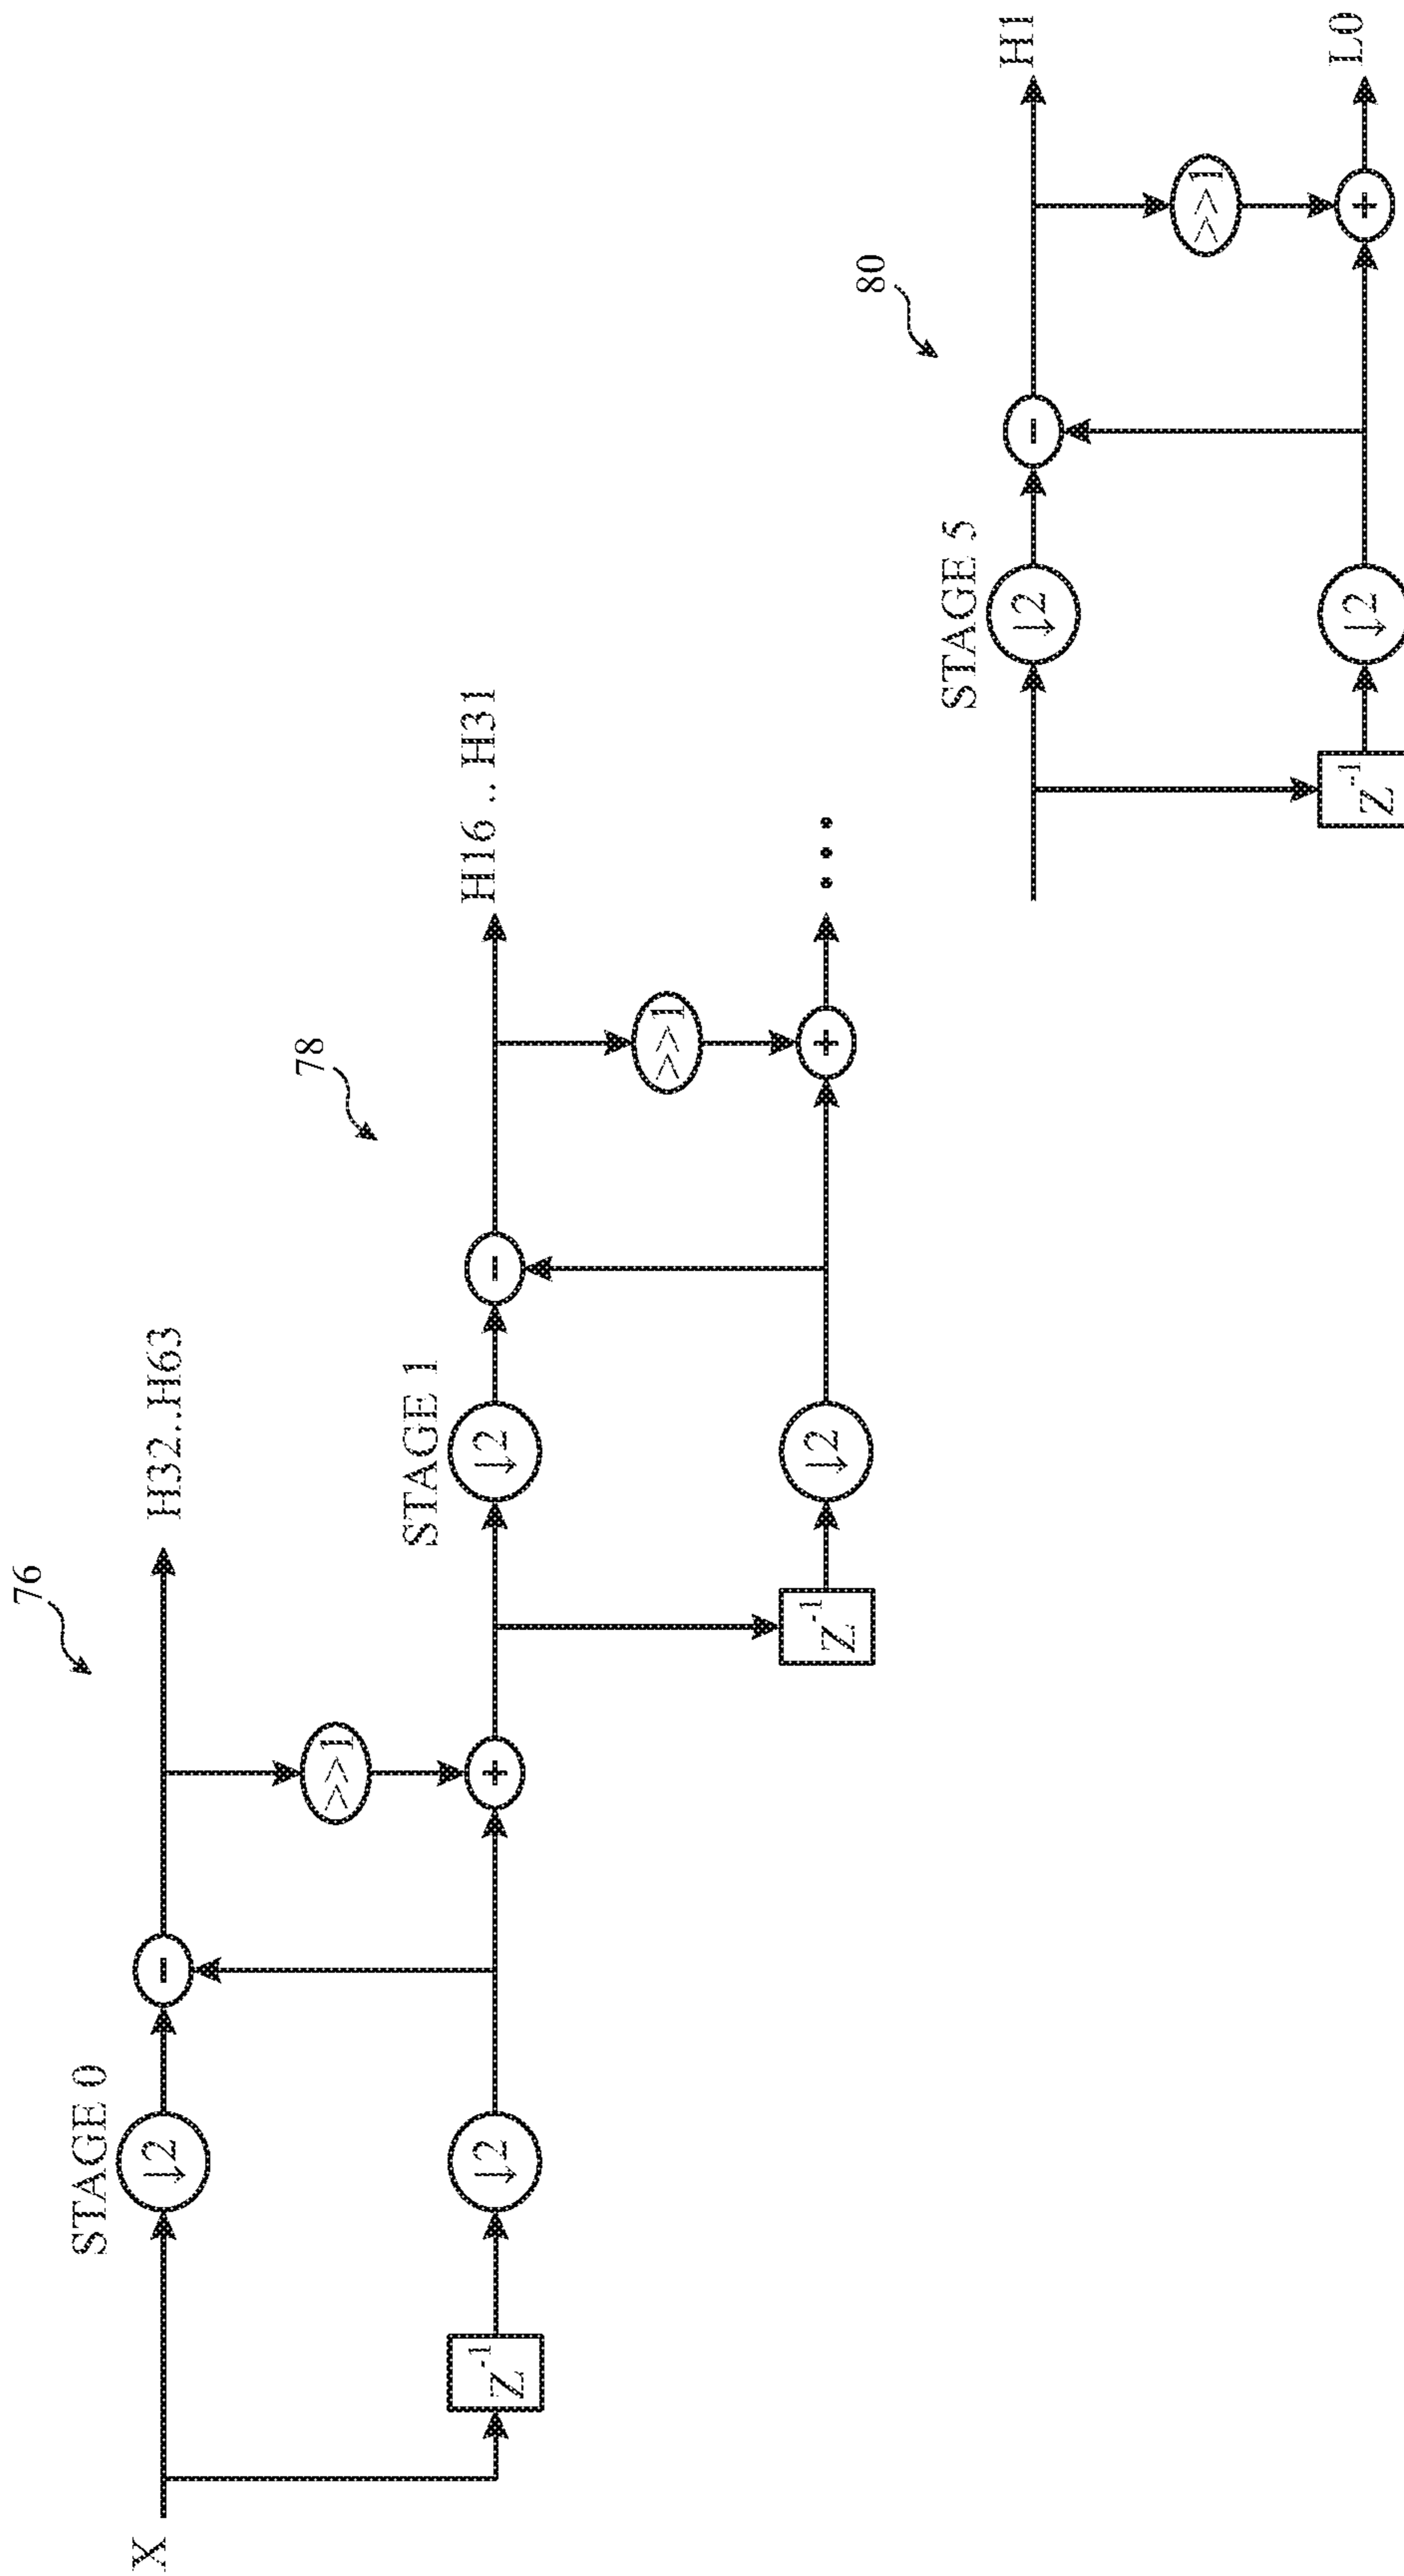 76
STAGE 0
X
↓2
-
H32..H63
>>1
Z-1
↓2
+
78
STAGE 1
↓2
-
H16 .. H31
>>1
Z-1
↓2
+
...
80
STAGE 5
↓2
-
H1
>>1
Z-1
↓2
+
L0